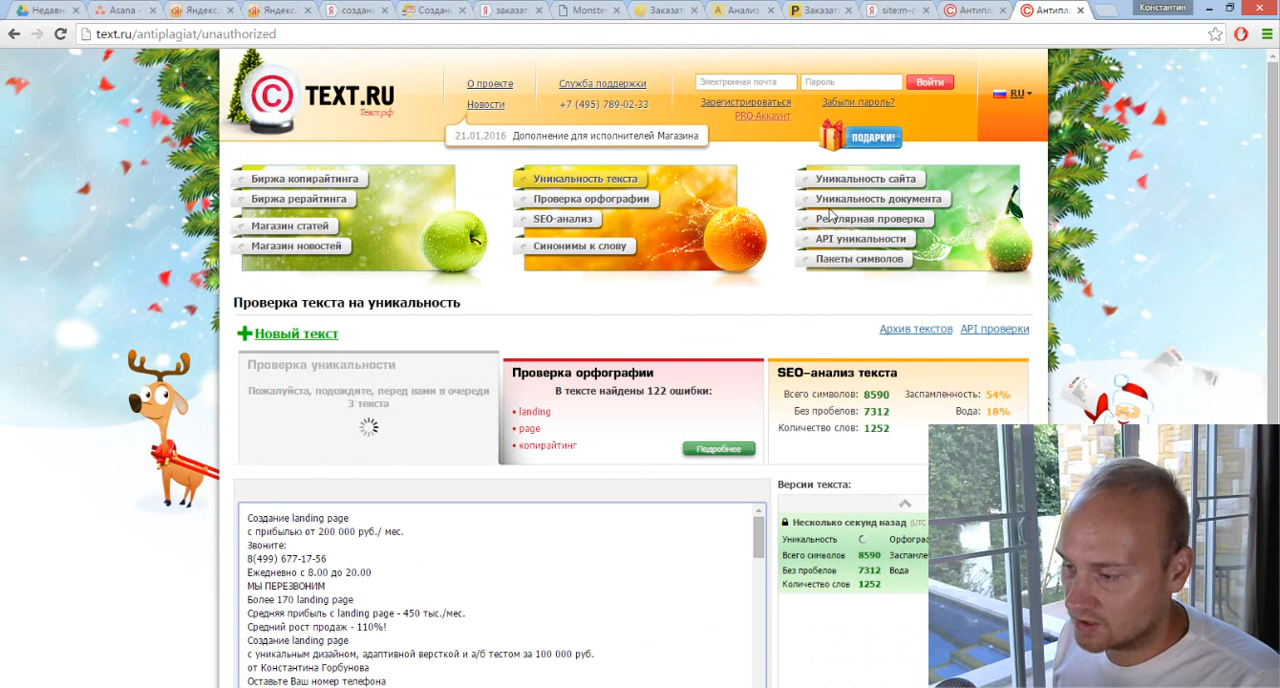 Недавн
Asana -
Яндекс.
Яндекс.
создан
Создан
заказат
Monste
Заказат
Анализ
Заказат
site:m-c
Антипл
Антипл
Константин
text.ru/antiplagiat/unauthorized
TEXT.RU
Текст.рф
О проекте
Новости
Служба поддержки
+7 (495) 789-02-33
Электронная почта
Пароль
Войти
Зарегистрироваться
Забыли пароль?
PRO-Аккаунт
RU
21.01.2016 Дополнение для исполнителей Магазина
ПОДАРКИ!
Биржа копирайтинга
Биржа рерайтинга
Магазин статей
Магазин новостей
Уникальность текста
Проверка орфографии
SEO-анализ
Синонимы к слову
Уникальность сайта
Уникальность документа
Регулярная проверка
API уникальности
Пакеты символов
Проверка текста на уникальность
Новый текст
Архив текстов
API проверки
Проверка уникальности
Пожалуйста, подождите, перед вами в очереди
3 текста
Проверка орфографии
В тексте найдены 122 ошибки:
• landing
• page
• копирайтинг
Подробнее
SEO-анализ текста
Всего символов: 8590
Заспамленность: 54%
Без пробелов: 7312
Вода: 18%
Количество слов: 1252
Создание landing page
с прибылью от 200 000 руб./ мес.
Звоните:
8(499) 677-17-56
Ежедневно с 8.00 до 20.00
МЫ ПЕРЕЗВОНИМ
Более 170 landing page
Средняя прибыль с landing page - 450 тыс./мес.
Средний рост продаж - 110%!
Создание landing page
с уникальным дизайном, адаптивной версткой и а/б тестом за 100 000 руб.
от Константина Горбунова
Оставьте Ваш номер телефона
Версии текста:
Несколько секунд назад (UTC
Уникальность
Орфогра
Всего символов 8590
Заспамле
Без пробелов 7312
Вода
Количество слов 1252